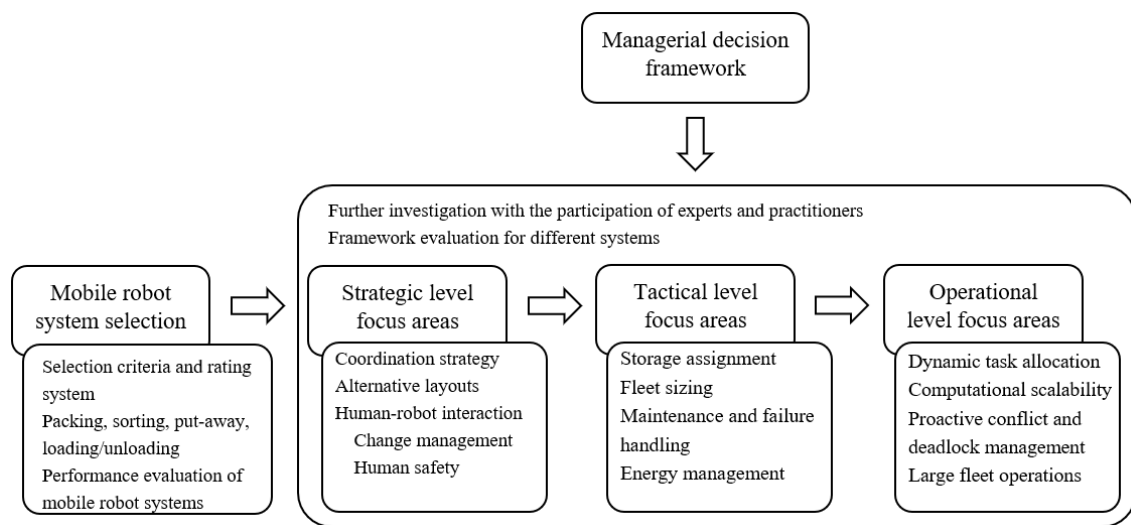 Managerial decision
framework
Further investigation with the participation of experts and practitioners
Framework evaluation for different systems
Mobile robot
system selection
Selection criteria and rating
system
Packing, sorting, put-away,
loading/unloading
Performance evaluation of
mobile robot systems
Strategic level
focus areas
Coordination strategy
Alternative layouts
Human-robot interaction
Change management
Human safety
Tactical level
focus areas
Storage assignment
Fleet sizing
Maintenance and failure
handling
Energy management
Operational
level focus areas
Dynamic task allocation
Computational scalability
Proactive conflict and
deadlock management
Large fleet operations